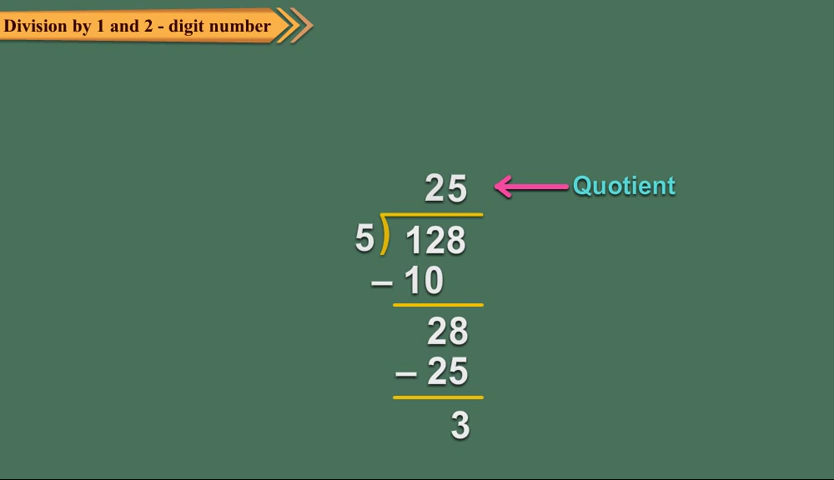 Division by 1 and 2 - digit number
25 Quotient
5) 128
– 10
28
– 25
3